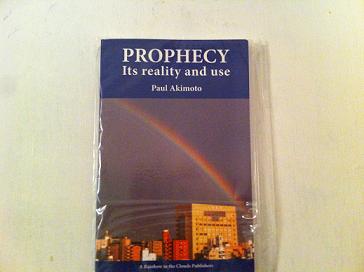 PROPHECY
Its reality and use
Paul Akimoto
A Rainbow in the Clouds Publishers